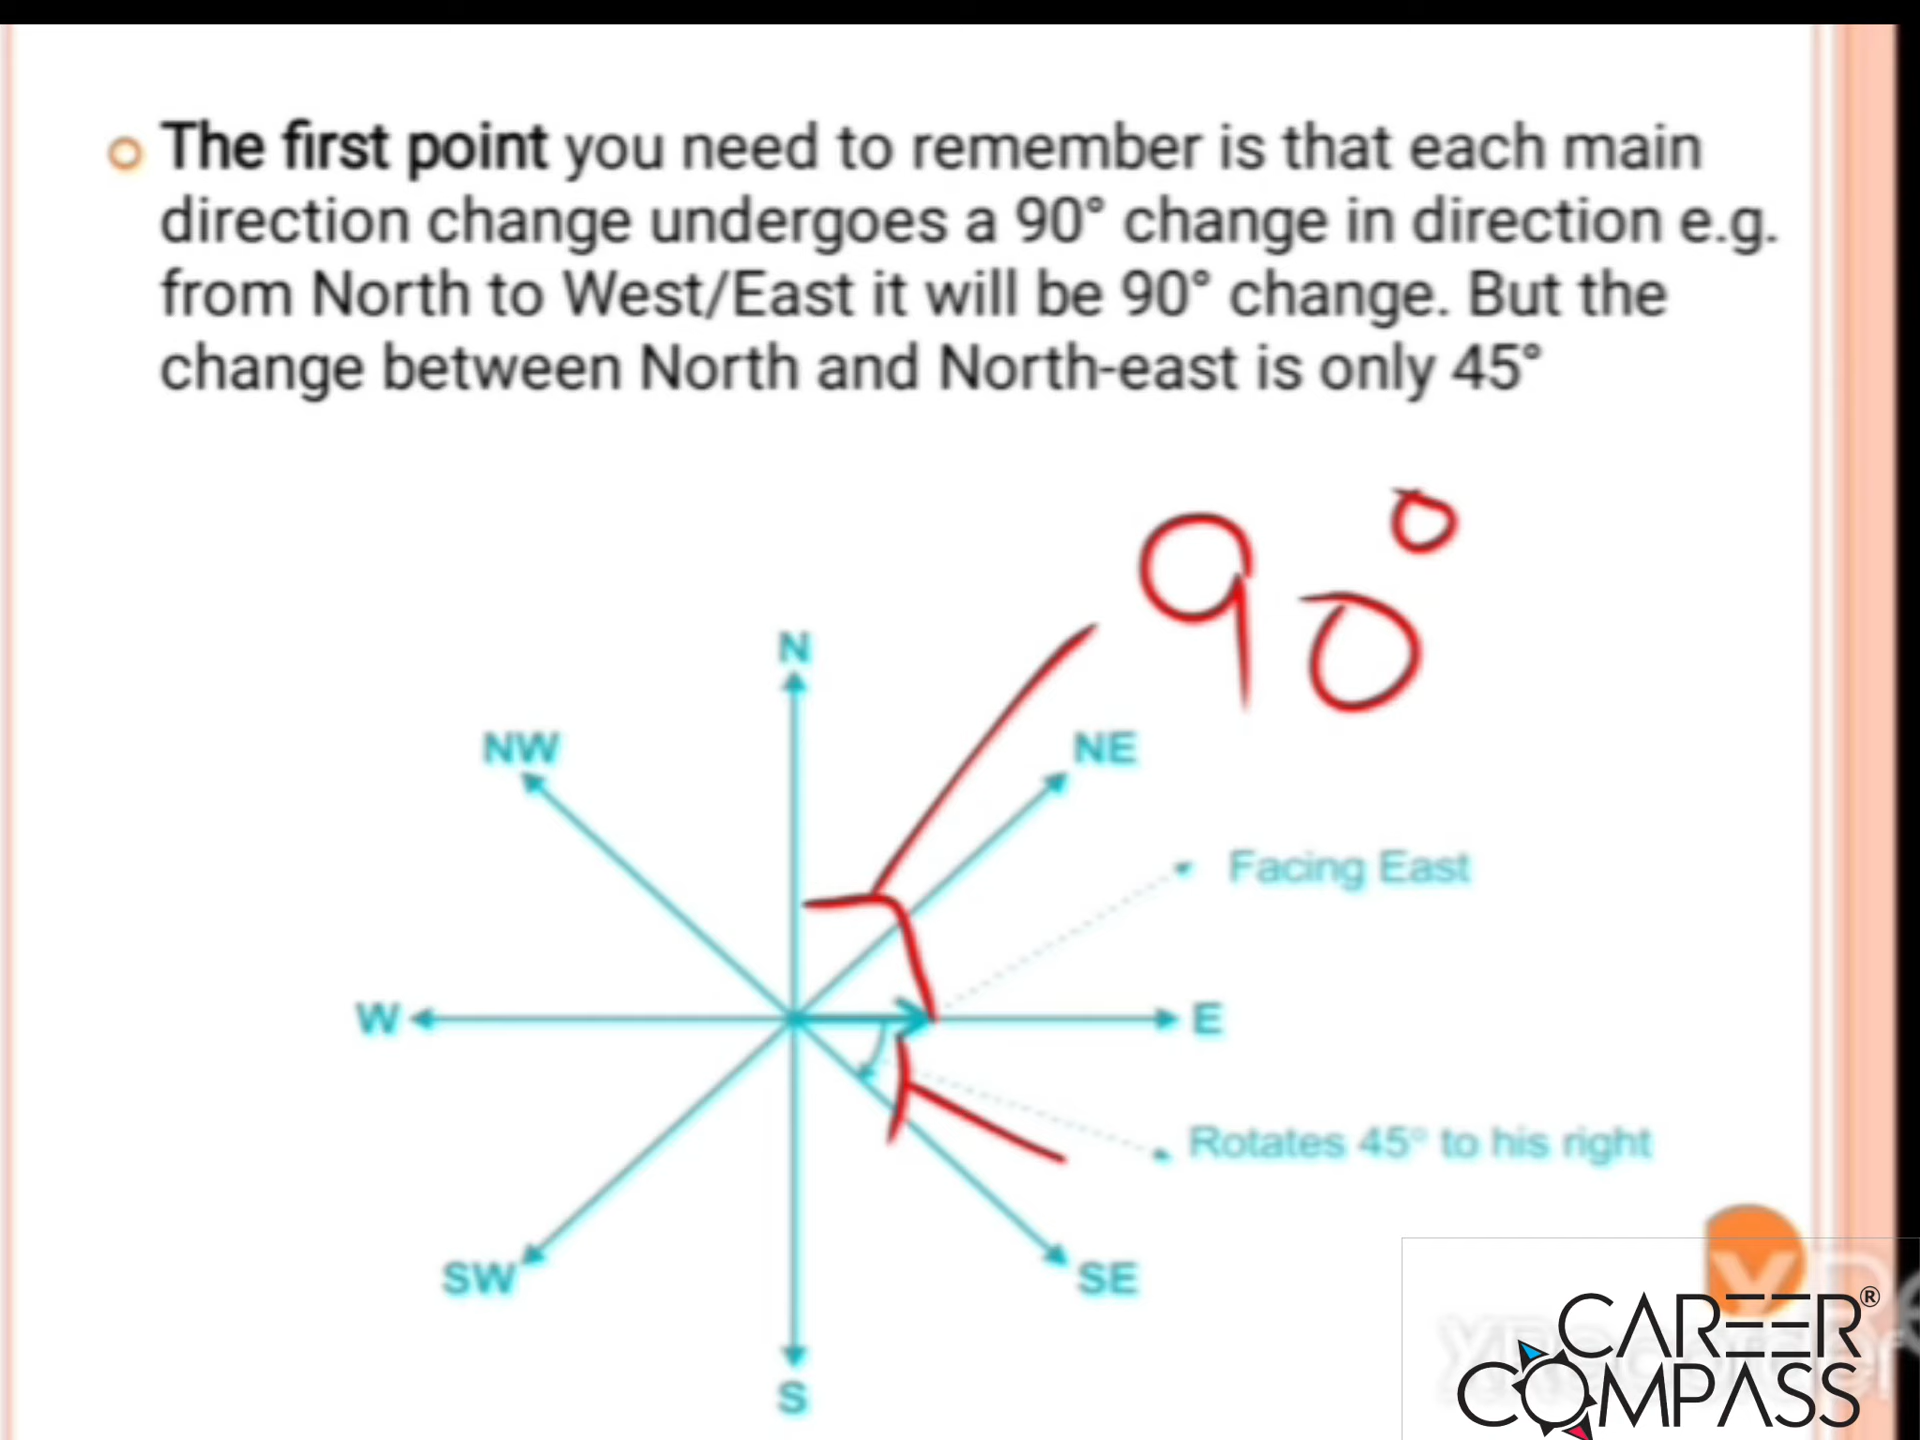 The first point you need to remember is that each main
direction change undergoes a 90° change in direction e.g.
from North to West/East it will be 90° change. But the
change between North and North-east is only 45°
90°
N
NW
NE
Facing East
W
E
Rotates 45° to his right
SW
SE
S
CAREER®
COMPASS